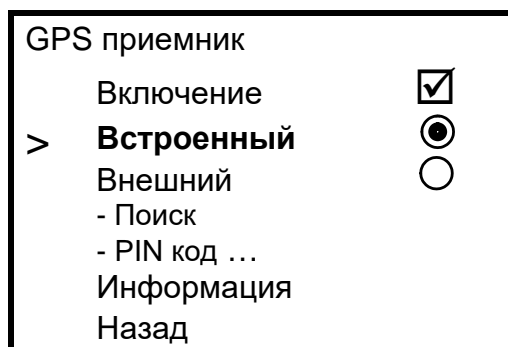 GPS приемник
Включение
> Встроенный
Внешний
- Поиск
- PIN код ...
Информация
Назад